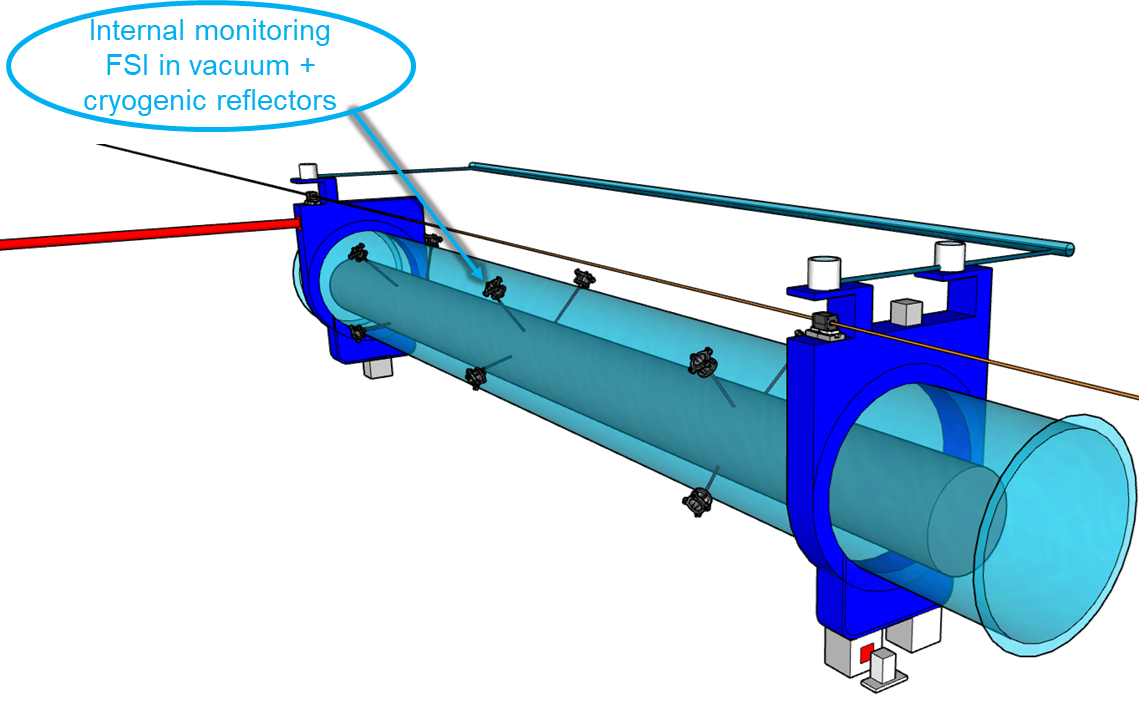 Internal monitoring
FSI in vacuum +
cryogenic reflectors